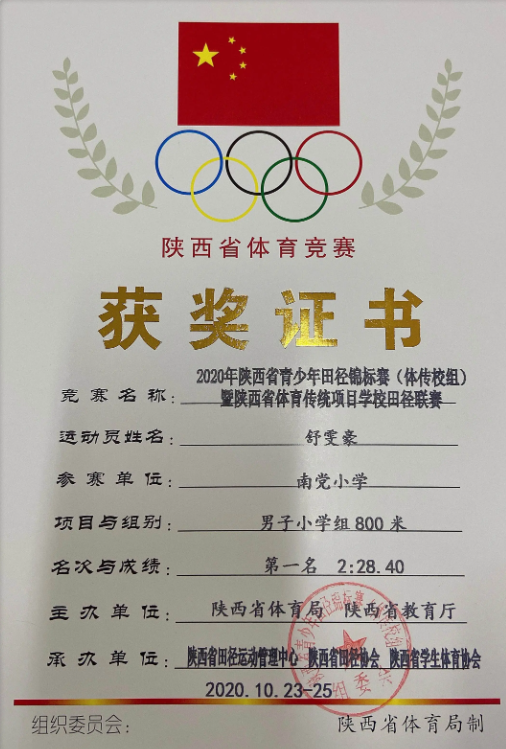 陕西省体育竞赛
获奖证书
竞赛名称: 2020年陕西省青少年田径锦标赛（体传校组）
暨陕西省体育传统项目学校田径联赛
运动员姓名: 舒雯豪
参赛单位: 南党小学
项目与组别: 男子小学组800米
名次与成绩: 第一名 2:28.40
主办单位: 陕西省体育局 陕西省教育厅
承办单位: 陕西省田径运动管理中心 陕西省田径协会 陕西省学生体育协会
2020.10.23-25
组织委员会: 陕西省体育局制